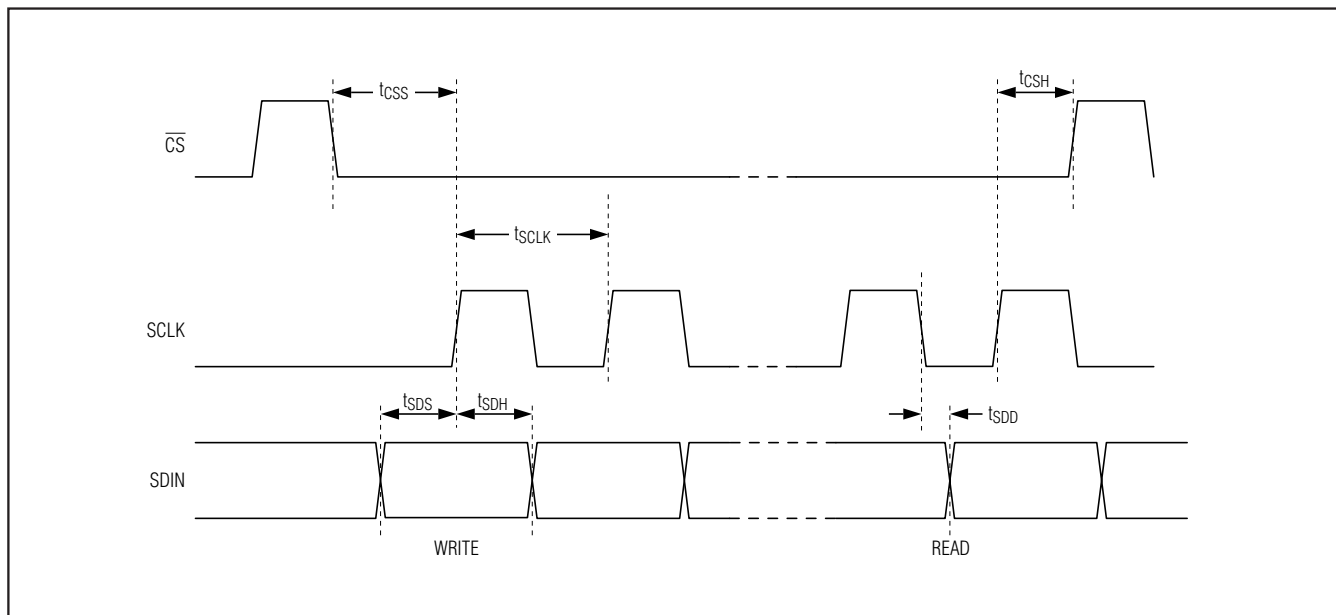 tCSS
tCSH
CS
tSCLK
SCLK
tSDS
tSDH
tSDD
SDIN
WRITE
READ